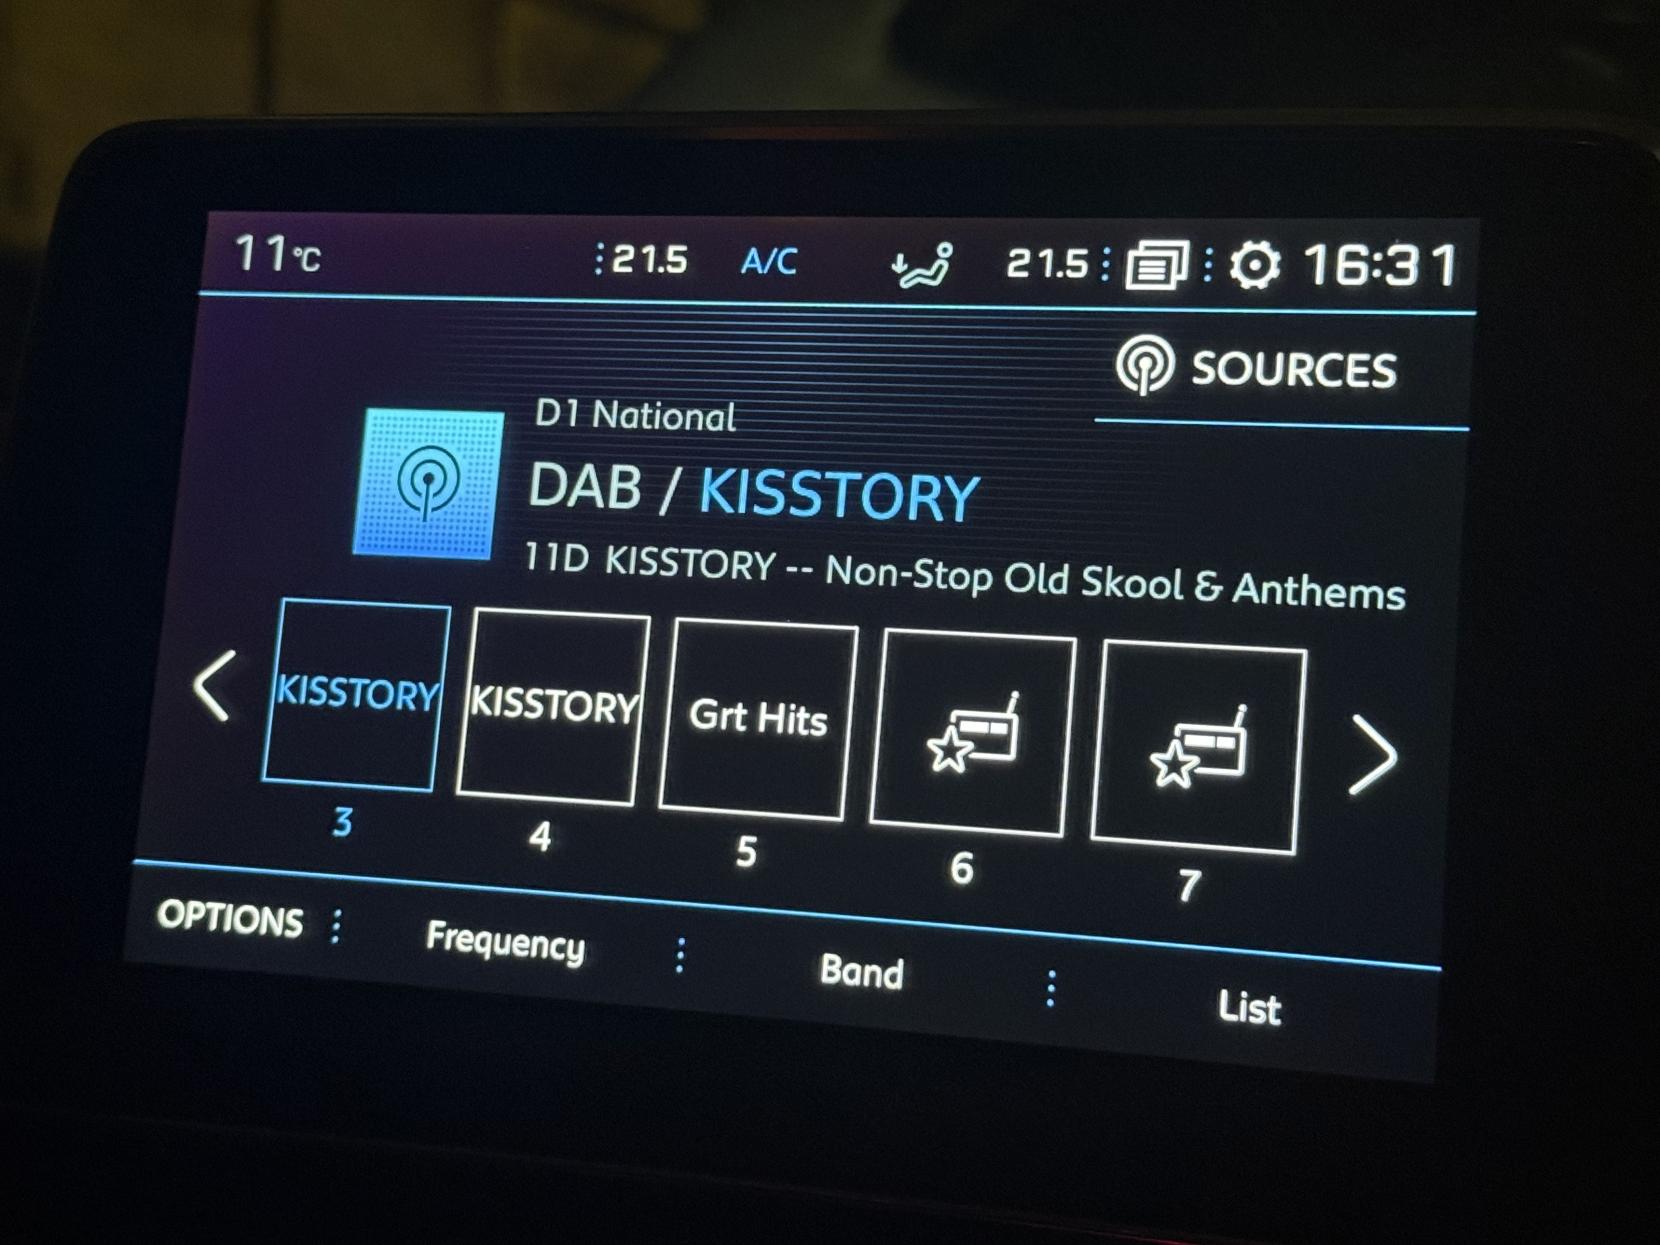 11°C 21.5 A/C 21.5 16:31
SOURCES
D1 National
DAB / KISSTORY
11D KISSTORY -- Non-Stop Old Skool & Anthems
KISSTORY KISSTORY Grt Hits
3 4 5 6 7
OPTIONS Frequency Band List